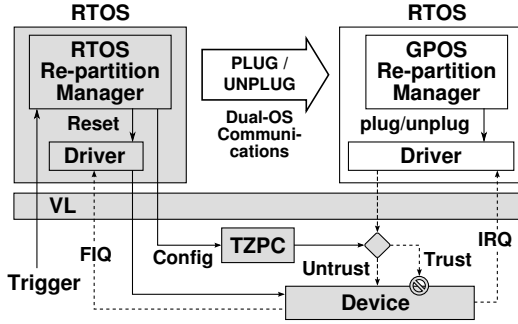 RTOS
RTOS
RTOS
Re-partition
Manager
PLUG /
UNPLUG
GPOS
Re-partition
Manager
Reset
Dual-OS
Communi-
cations
plug/unplug
Driver
Driver
VL
FIQ
Config
TZPC
IRQ
Trigger
Untrust
Trust
Device